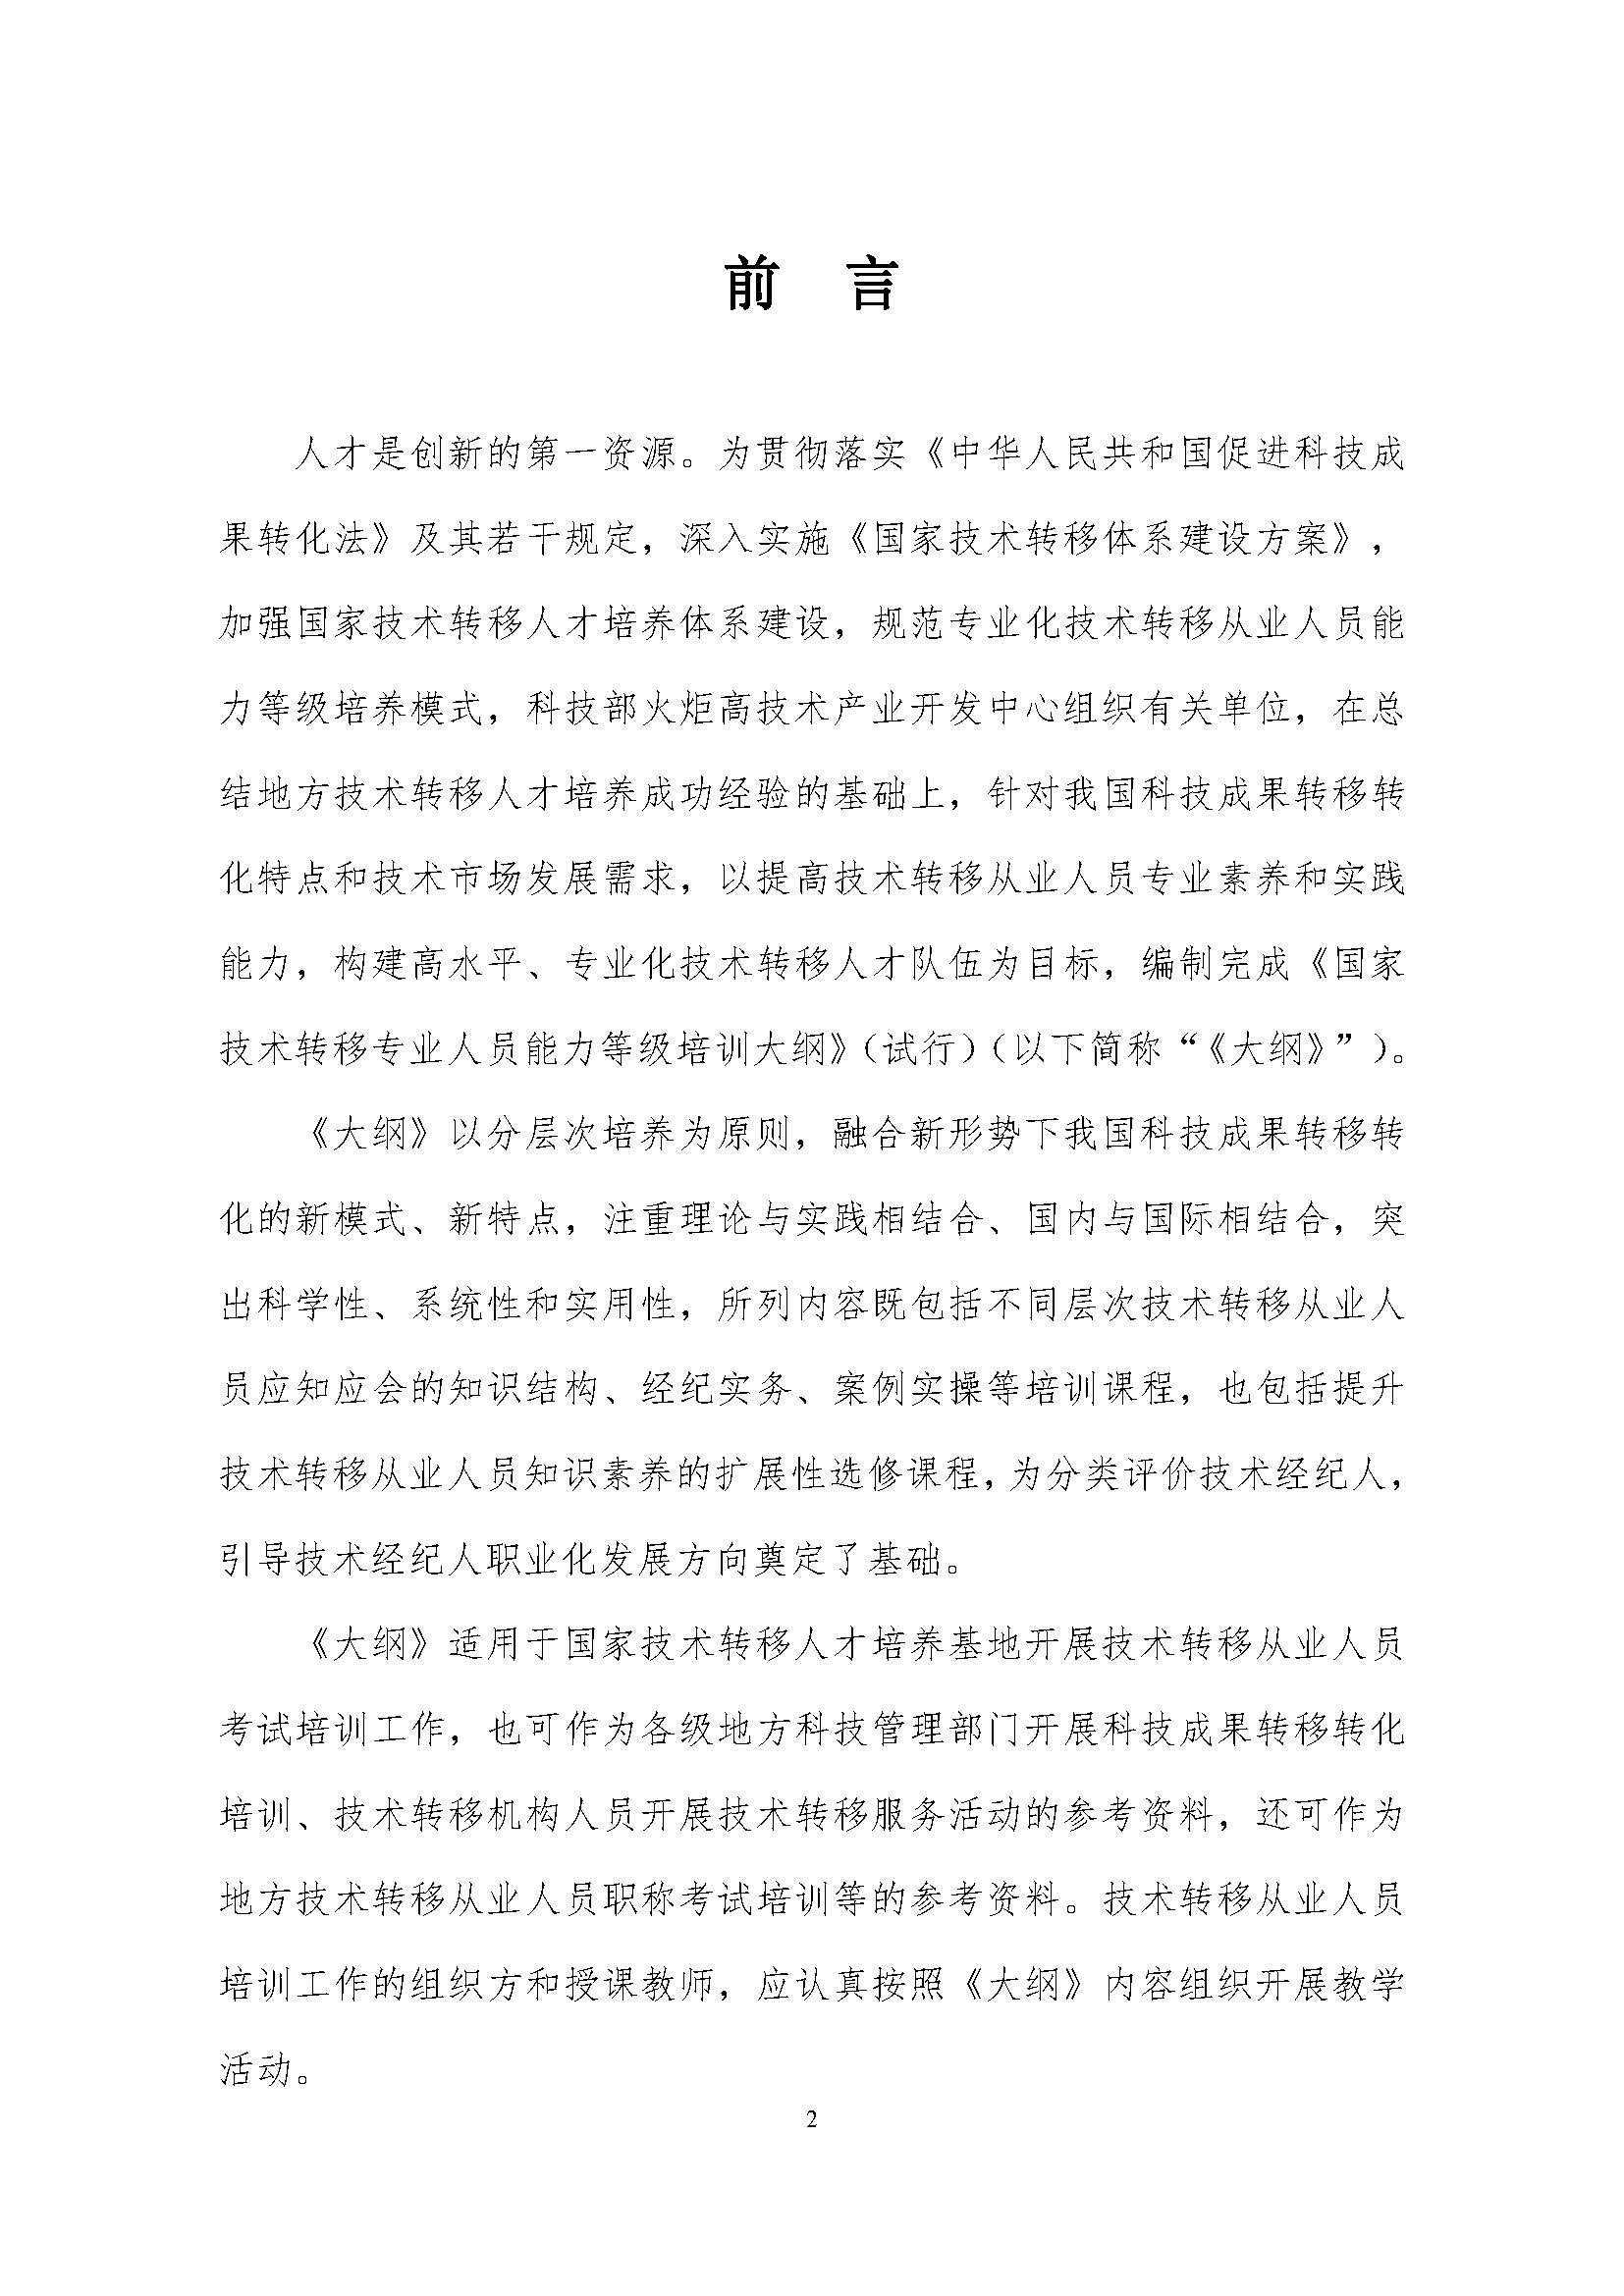 前 言
人才是创新的第一资源。为贯彻落实《中华人民共和国促进科技成
果转化法》及其若干规定，深入实施《国家技术转移体系建设方案》，
加强国家技术转移人才培养体系建设，规范专业化技术转移从业人员能
力等级培养模式，科技部火炬高技术产业开发中心组织有关单位，在总
结地方技术转移人才培养成功经验的基础上，针对我国科技成果转移转
化特点和技术市场发展需求，以提高技术转移从业人员专业素养和实践
能力，构建高水平、专业化技术转移人才队伍为目标，编制完成《国家
技术转移专业人员能力等级培训大纲》（试行）（以下简称“《大纲》”）。
《大纲》以分层次培养为原则，融合新形势下我国科技成果转移转
化的新模式、新特点，注重理论与实践相结合、国内与国际相结合，突
出科学性、系统性和实用性，所列内容既包括不同层次技术转移从业人
员应知应会的知识结构、经纪实务、案例实操等培训课程，也包括提升
技术转移从业人员知识素养的扩展性选修课程，为分类评价技术经纪人，
引导技术经纪人职业化发展方向奠定了基础。
《大纲》适用于国家技术转移人才培养基地开展技术转移从业人员
考试培训工作，也可作为各级地方科技管理部门开展科技成果转移转化
培训、技术转移机构人员开展技术转移服务活动的参考资料，还可作为
地方技术转移从业人员职称考试培训等的参考资料。技术转移从业人员
培训工作的组织方和授课教师，应认真按照《大纲》内容组织开展教学
活动。
2